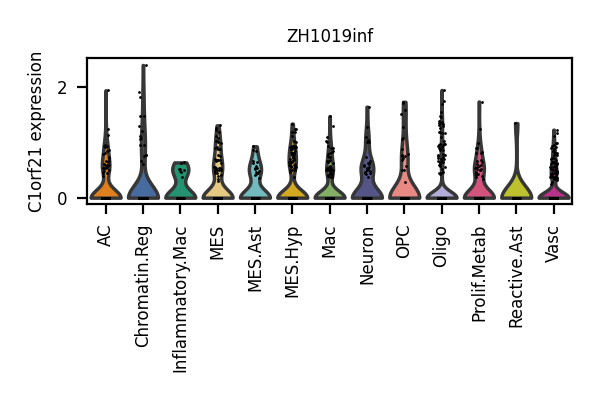 ZH1019inf
C1orf21 expression
2
0
AC
Chromatin.Reg
Inflammatory.Mac
MES
MES.Ast
MES.Hyp
Mac
Neuron
OPC
Oligo
Prolif.Metab
Reactive.Ast
Vasc